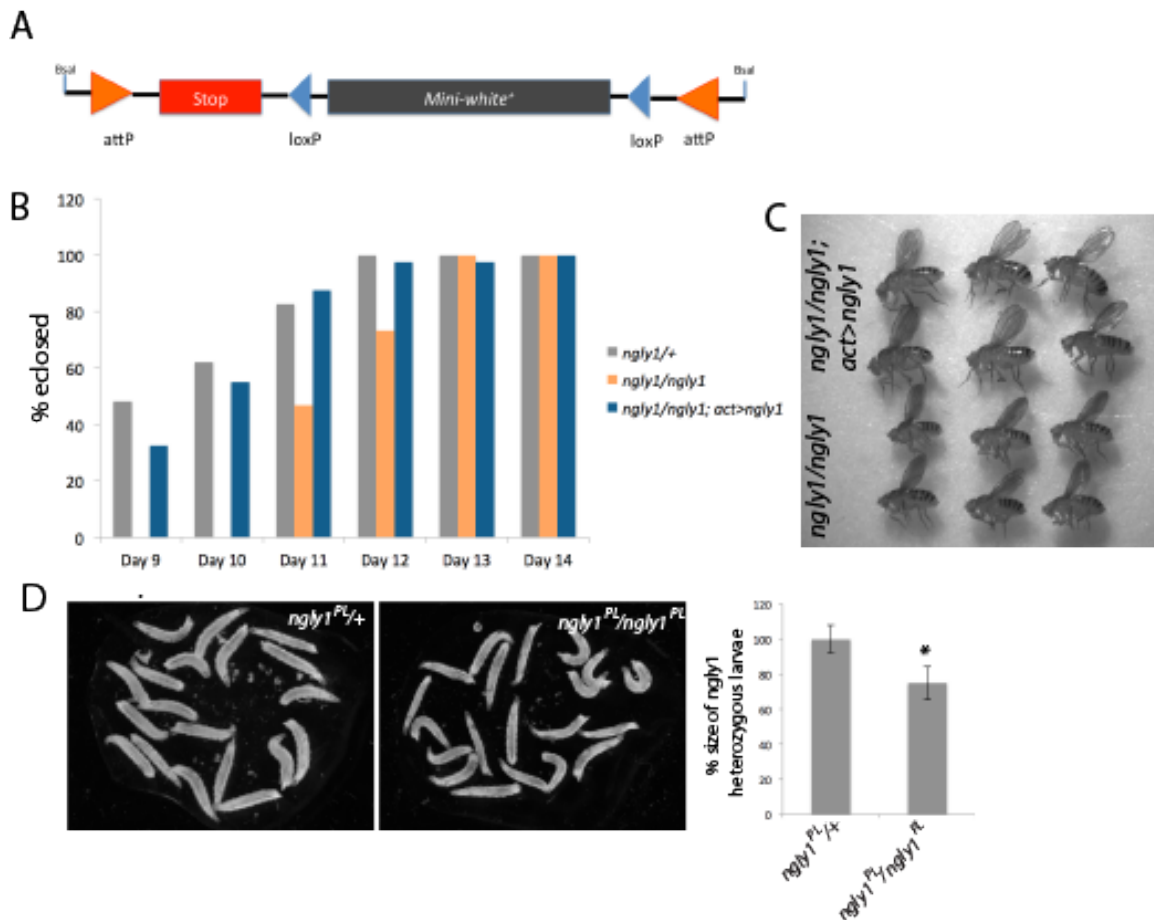 A
BsaI
BsaI
Stop
Mini-white+
attP
loxP
loxP
attP
B
% eclosed
120
100
80
60
40
20
0
Day 9
Day 10
Day 11
Day 12
Day 13
Day 14
ngly1/+
ngly1/ngly1
ngly1/ngly1; act>ngly1
C
ngly1/ngly1;
act>ngly1
ngly1/ngly1
D
ngly1PL/+
ngly1PL/ngly1PL
% size of ngly1
heterozygous larvae
120
100
80
60
40
20
0
*
ngly1PL/+
ngly1PL/ngly1PL